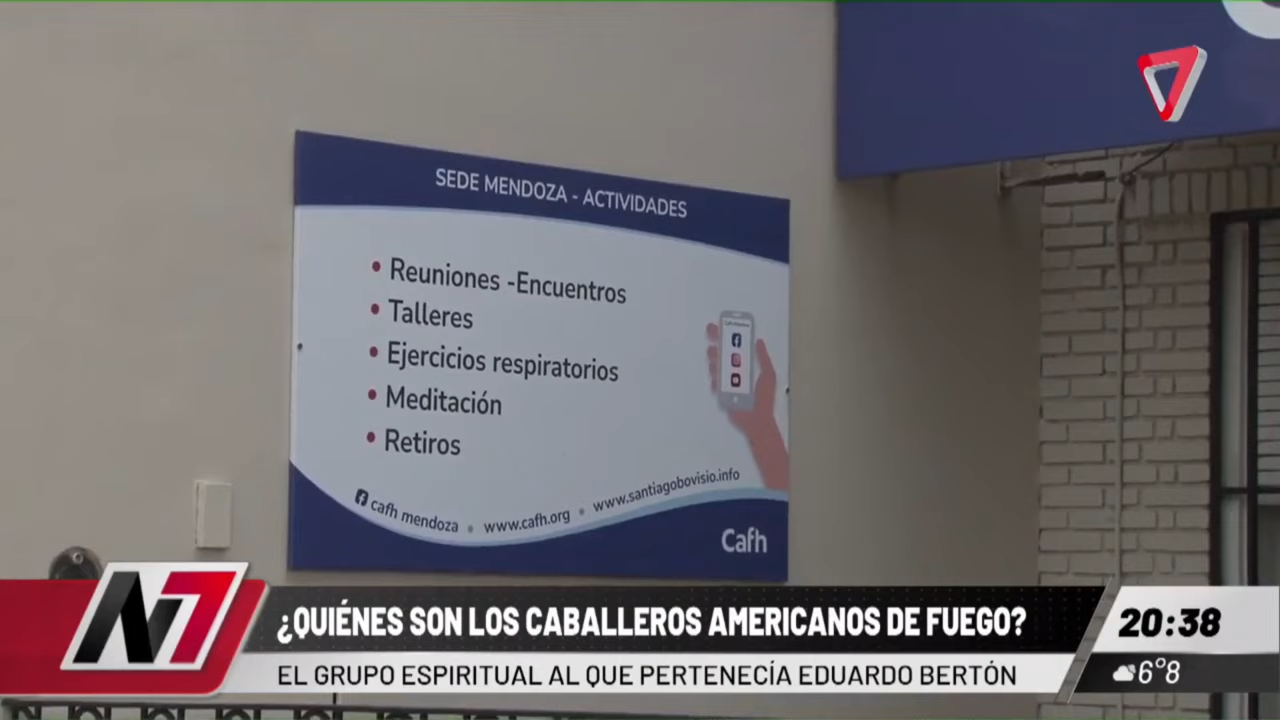 SEDE MENDOZA - ACTIVIDADES
• Reuniones -Encuentros
• Talleres
• Ejercicios respiratorios
• Meditación
• Retiros
cafh mendoza • www.cafh.org • www.santiagobovisio.info
Cafh
N7
¿QUIÉNES SON LOS CABALLEROS AMERICANOS DE FUEGO?
EL GRUPO ESPIRITUAL AL QUE PERTENECÍA EDUARDO BERTÓN
20:38
6°8